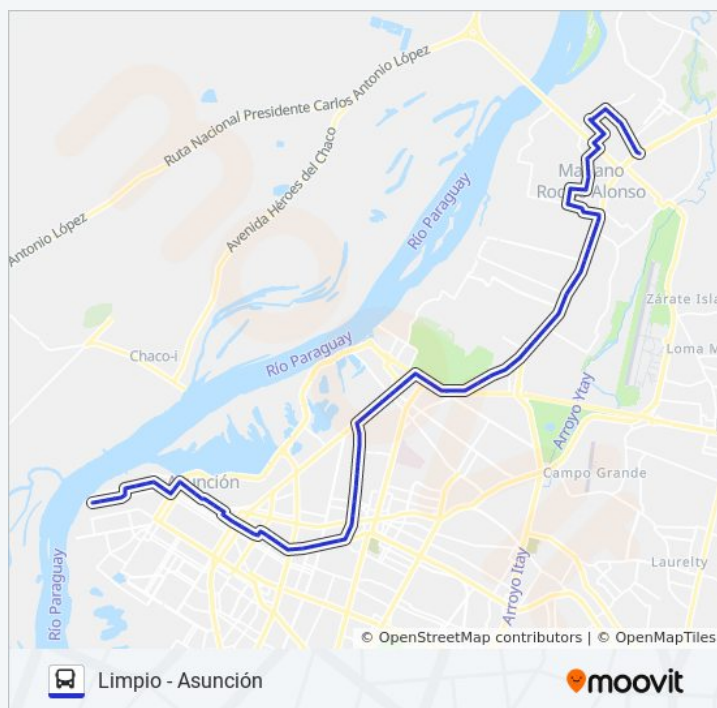 Ruta Nacional Presidente Carlos Antonio López
Antonio López
Avenida Héroes del Chaco
Río Paraguay
Mariano
Roque Alonso
Zárate Isla
Loma M
Chaco-i
Río Paraguay
Arroyo Ytay
Asunción
Campo Grande
Río Paraguay
Arroyo Itay
Laurelty
© OpenStreetMap contributors | © OpenMapTiles
Limpio - Asunción
moovit